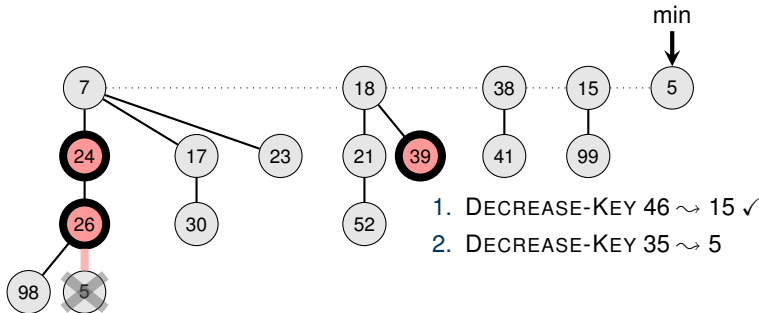 min
7 18 38 15 5
24 17 23 21 39 41 99
26 30 52
1. DECREASE-KEY 46 ⤳ 15 ✓
2. DECREASE-KEY 35 ⤳ 5
98 5